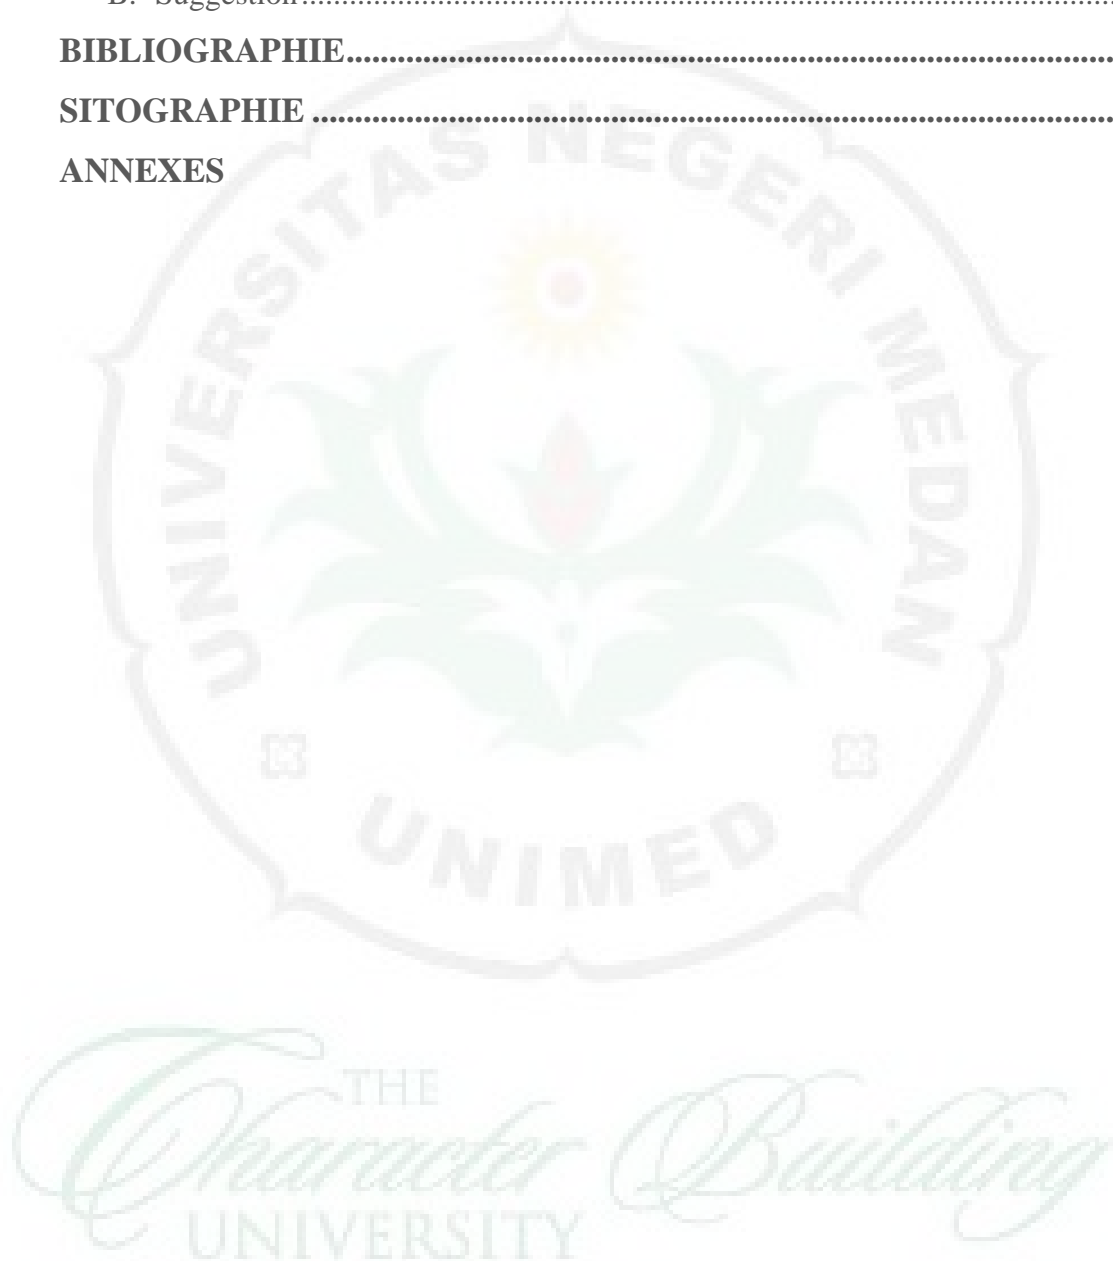 B. Suggestion................................................................................................
BIBLIOGRAPHIE................................................................................................
SITOGRAPHIE ................................................................................................
ANNEXES
UNIVERSITAS NEGERI MEDAN
UNIMED
THE
Character Building
UNIVERSITY